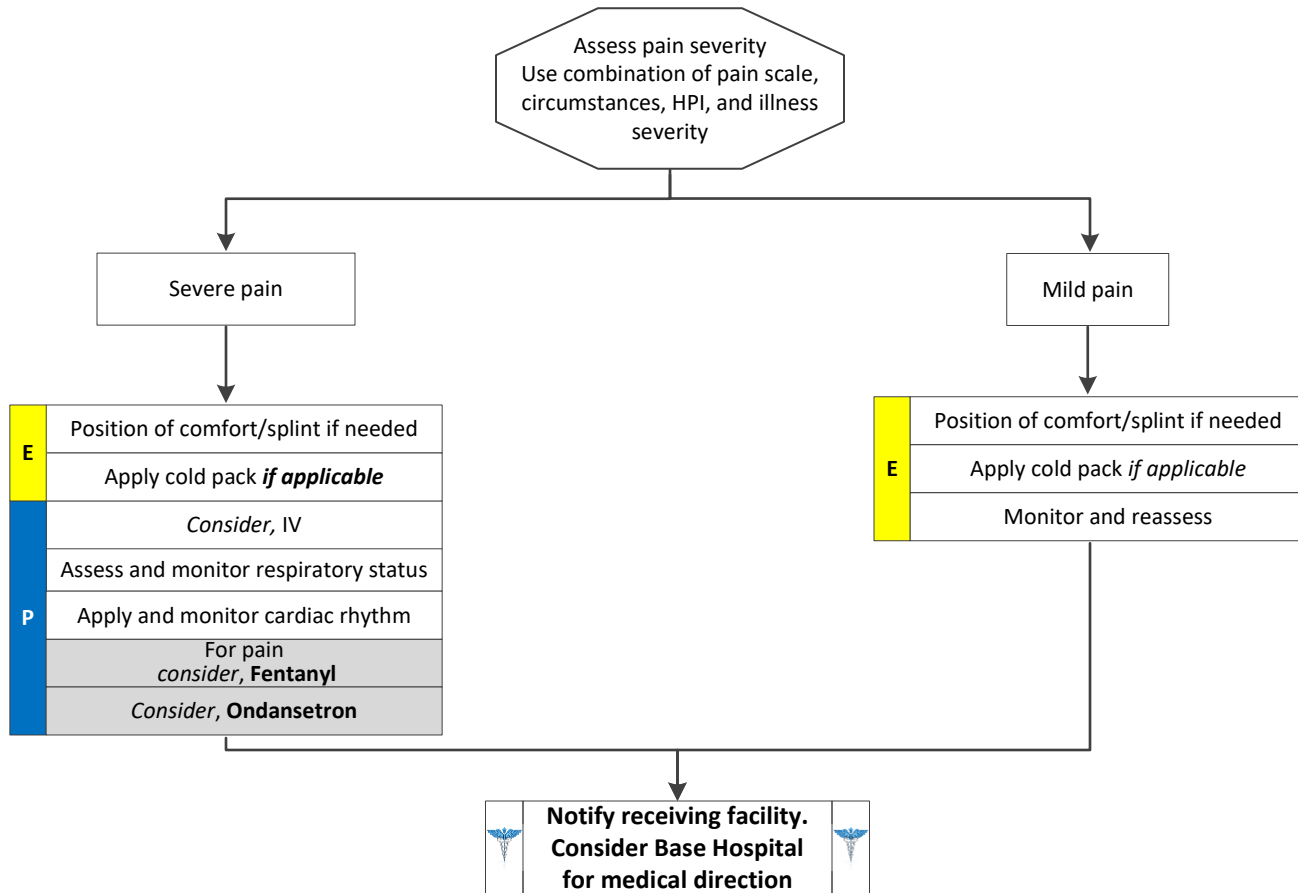 Assess pain severity
Use combination of pain scale,
circumstances, HPI, and illness
severity
Severe pain
Mild pain
E
Position of comfort/splint if needed
Apply cold pack if applicable
P
Consider, IV
Assess and monitor respiratory status
Apply and monitor cardiac rhythm
For pain
consider, Fentanyl
Consider, Ondansetron
E
Position of comfort/splint if needed
Apply cold pack if applicable
Monitor and reassess
Notify receiving facility.
Consider Base Hospital
for medical direction